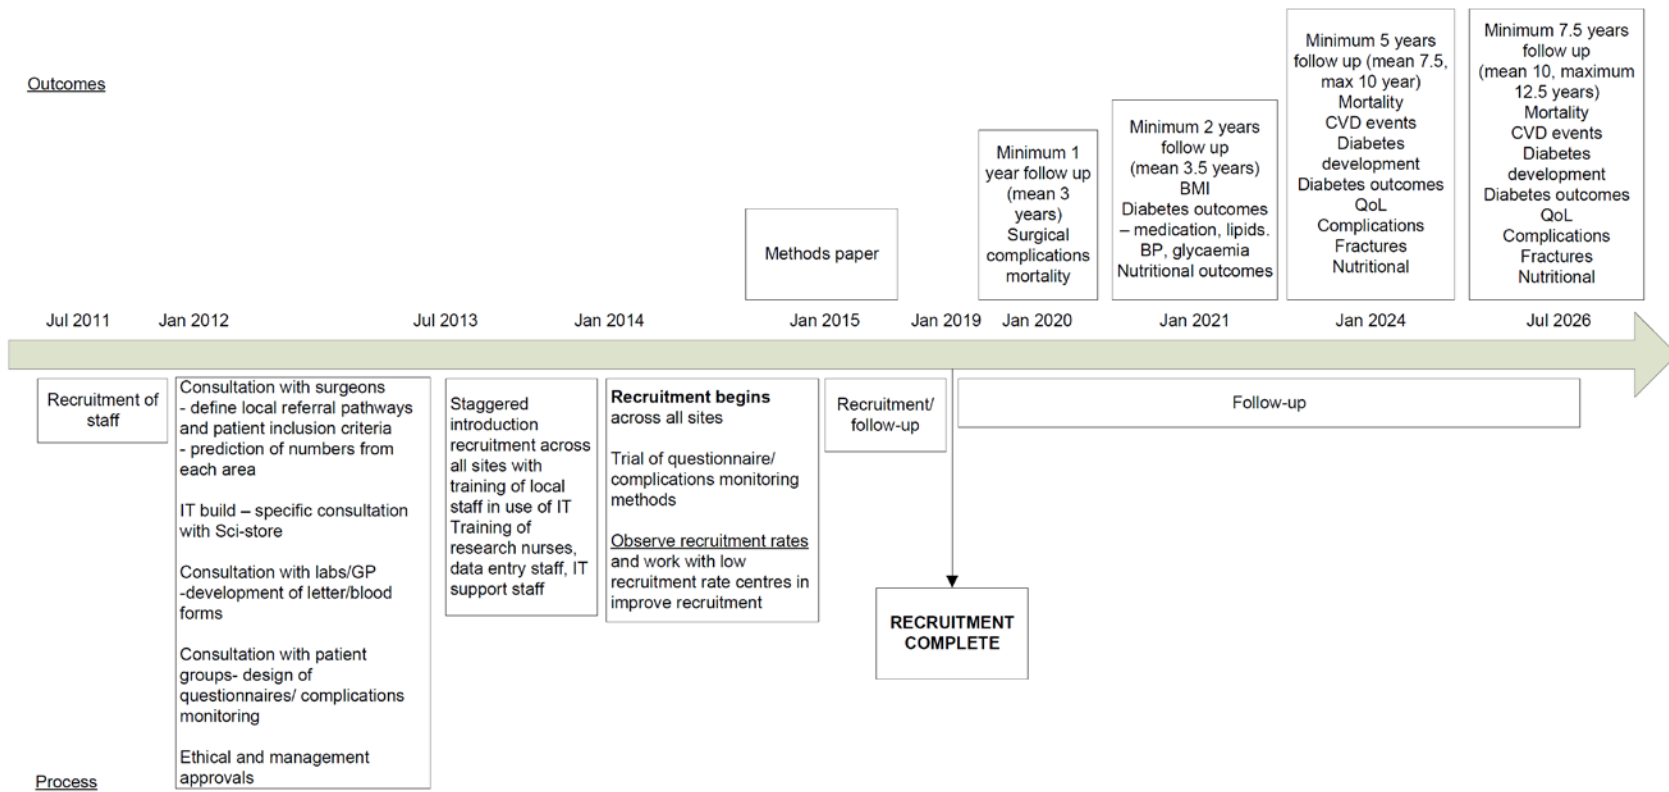 Outcomes
Methods paper
Minimum 1
year follow up
(mean 3
years)
Surgical
complications
mortality
Minimum 2 years
follow up
(mean 3.5 years)
BMI
Diabetes outcomes
– medication, lipids.
BP, glycaemia
Nutritional outcomes
Minimum 5 years
follow up (mean 7.5,
max 10 year)
Mortality
CVD events
Diabetes
development
Diabetes outcomes
QoL
Complications
Fractures
Nutritional
Minimum 7.5 years
follow up
(mean 10, maximum
12.5 years)
Mortality
CVD events
Diabetes
development
Diabetes outcomes
QoL
Complications
Fractures
Nutritional
Jul 2011 Jan 2012 Jul 2013 Jan 2014 Jan 2015 Jan 2019 Jan 2020 Jan 2021 Jan 2024 Jul 2026
Recruitment of
staff
Consultation with surgeons
- define local referral pathways
and patient inclusion criteria
- prediction of numbers from
each area
IT build – specific consultation
with Sci-store
Consultation with labs/GP
-development of letter/blood
forms
Consultation with patient
groups- design of
questionnaires/ complications
monitoring
Ethical and management
approvals
Staggered
introduction
recruitment across
all sites with
training of local
staff in use of IT
Training of
research nurses,
data entry staff, IT
support staff
Recruitment begins
across all sites
Trial of questionnaire/
complications monitoring
methods
Observe recruitment rates
and work with low
recruitment rate centres in
improve recruitment
Recruitment/
follow-up
Follow-up
RECRUITMENT
COMPLETE
Process